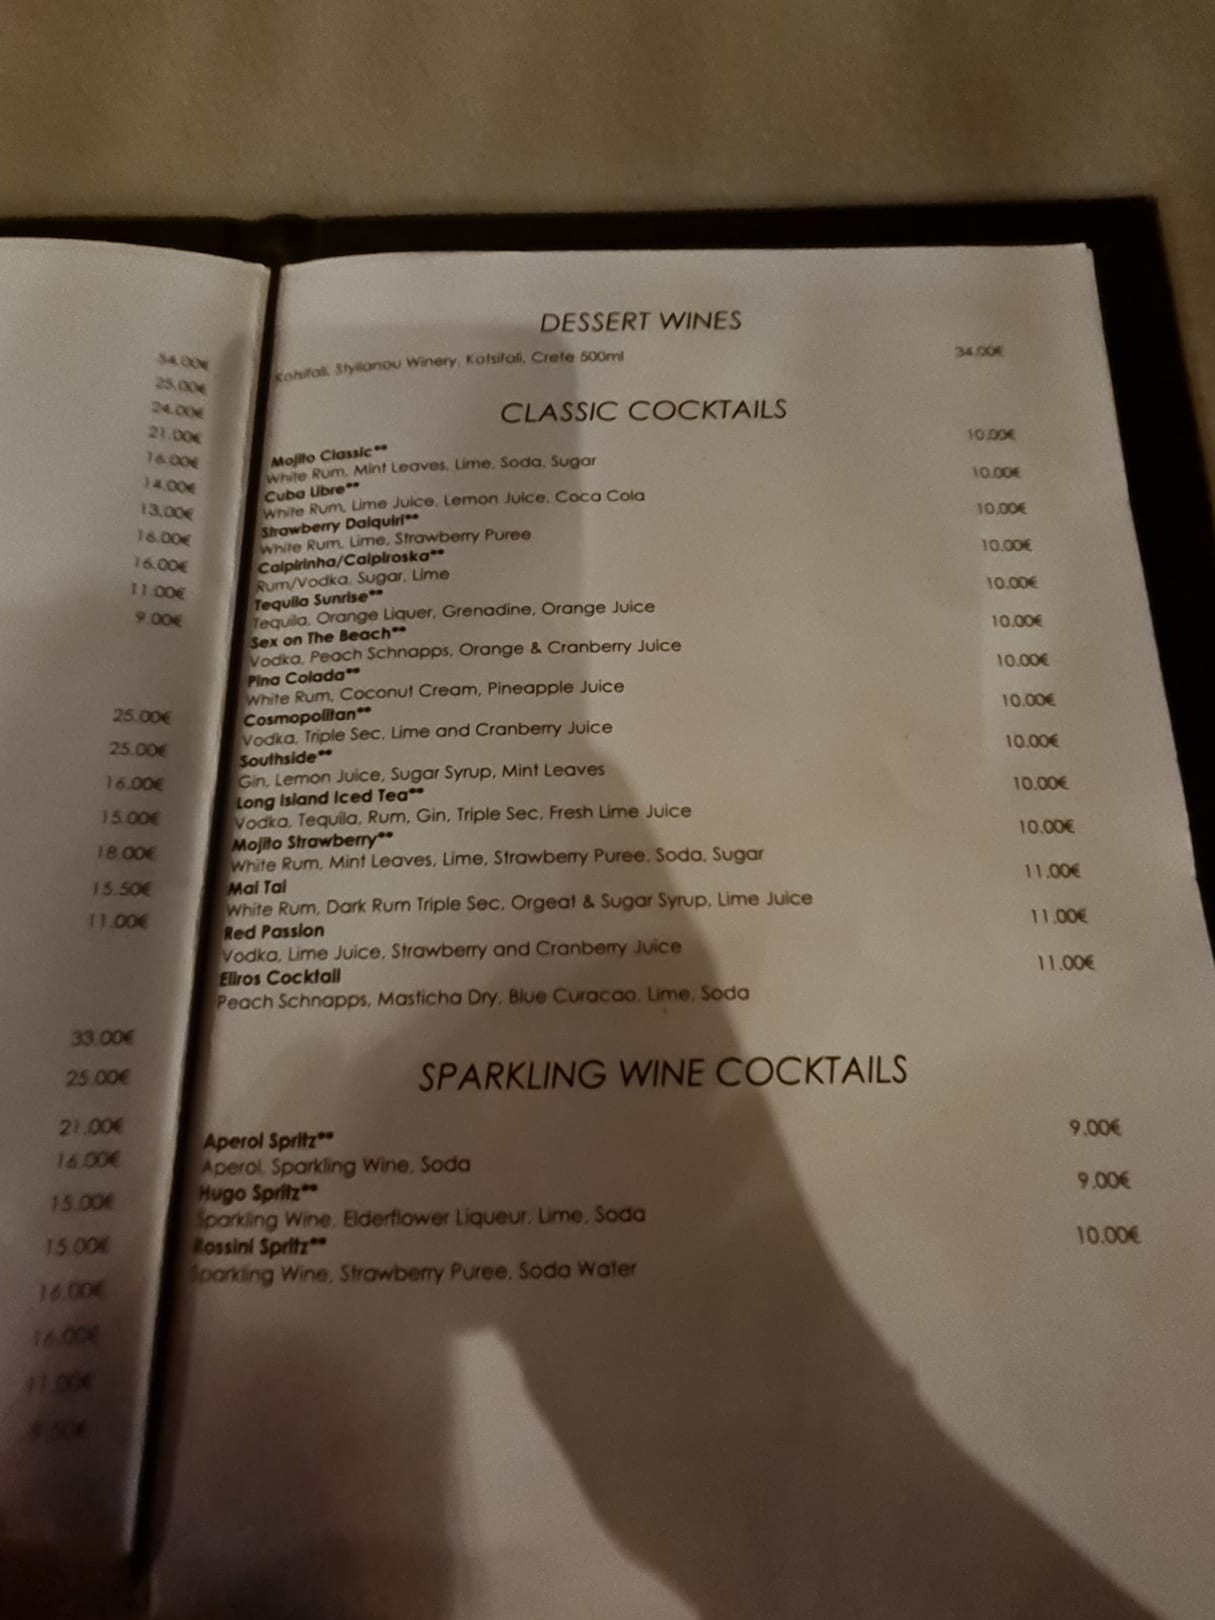 34.00€
25.00€
24.00€
21.00€
16.00€
14.00€
13.00€
16.00€
11.00€
9.00€
25.00€
25.00€
16.00€
15.00€
18.00€
15.50€
11.00€
33.00€
25.00€
21.00€
16.00€
15.00€
15.00€
16.00€
16.00€
DESSERT WINES
Kotsifali, Stylianou Winery, Kotsifali, Crete 500ml 34.00€
CLASSIC COCKTAILS
Mojito Classic** 10.00€
White Rum, Mint Leaves, Lime, Soda, Sugar
Cuba Libre** 10.00€
White Rum, Lime Juice, Lemon Juice, Coca Cola
Strawberry Daiquiri** 10.00€
White Rum, Lime, Strawberry Puree
Caipirinha/Caipiroska** 10.00€
Rum/Vodka, Sugar, Lime
Tequila Sunrise** 10.00€
Tequila, Orange Liquer, Grenadine, Orange Juice
Sex on The Beach** 10.00€
Vodka, Peach Schnapps, Orange & Cranberry Juice
Pina Colada** 10.00€
White Rum, Coconut Cream, Pineapple Juice
Cosmopolitan** 10.00€
Vodka, Triple Sec, Lime and Cranberry Juice
Southside** 10.00€
Gin, Lemon Juice, Sugar Syrup, Mint Leaves
Long Island Iced Tea** 10.00€
Vodka, Tequila, Rum, Gin, Triple Sec, Fresh Lime Juice
Mojito Strawberry** 10.00€
White Rum, Mint Leaves, Lime, Strawberry Puree, Soda, Sugar
Mai Tai 11.00€
White Rum, Dark Rum Triple Sec, Orgeat & Sugar Syrup, Lime Juice
Red Passion 11.00€
Vodka, Lime Juice, Strawberry and Cranberry Juice
Eliros Cocktail 11.00€
Peach Schnapps, Masticha Dry, Blue Curacao, Lime, Soda
SPARKLING WINE COCKTAILS
Aperol Spritz** 9.00€
Aperol, Sparkling Wine, Soda
Hugo Spritz** 9.00€
Sparkling Wine, Elderflower Liqueur, Lime, Soda
Rossini Spritz** 10.00€
Sparkling Wine, Strawberry Puree, Soda Water